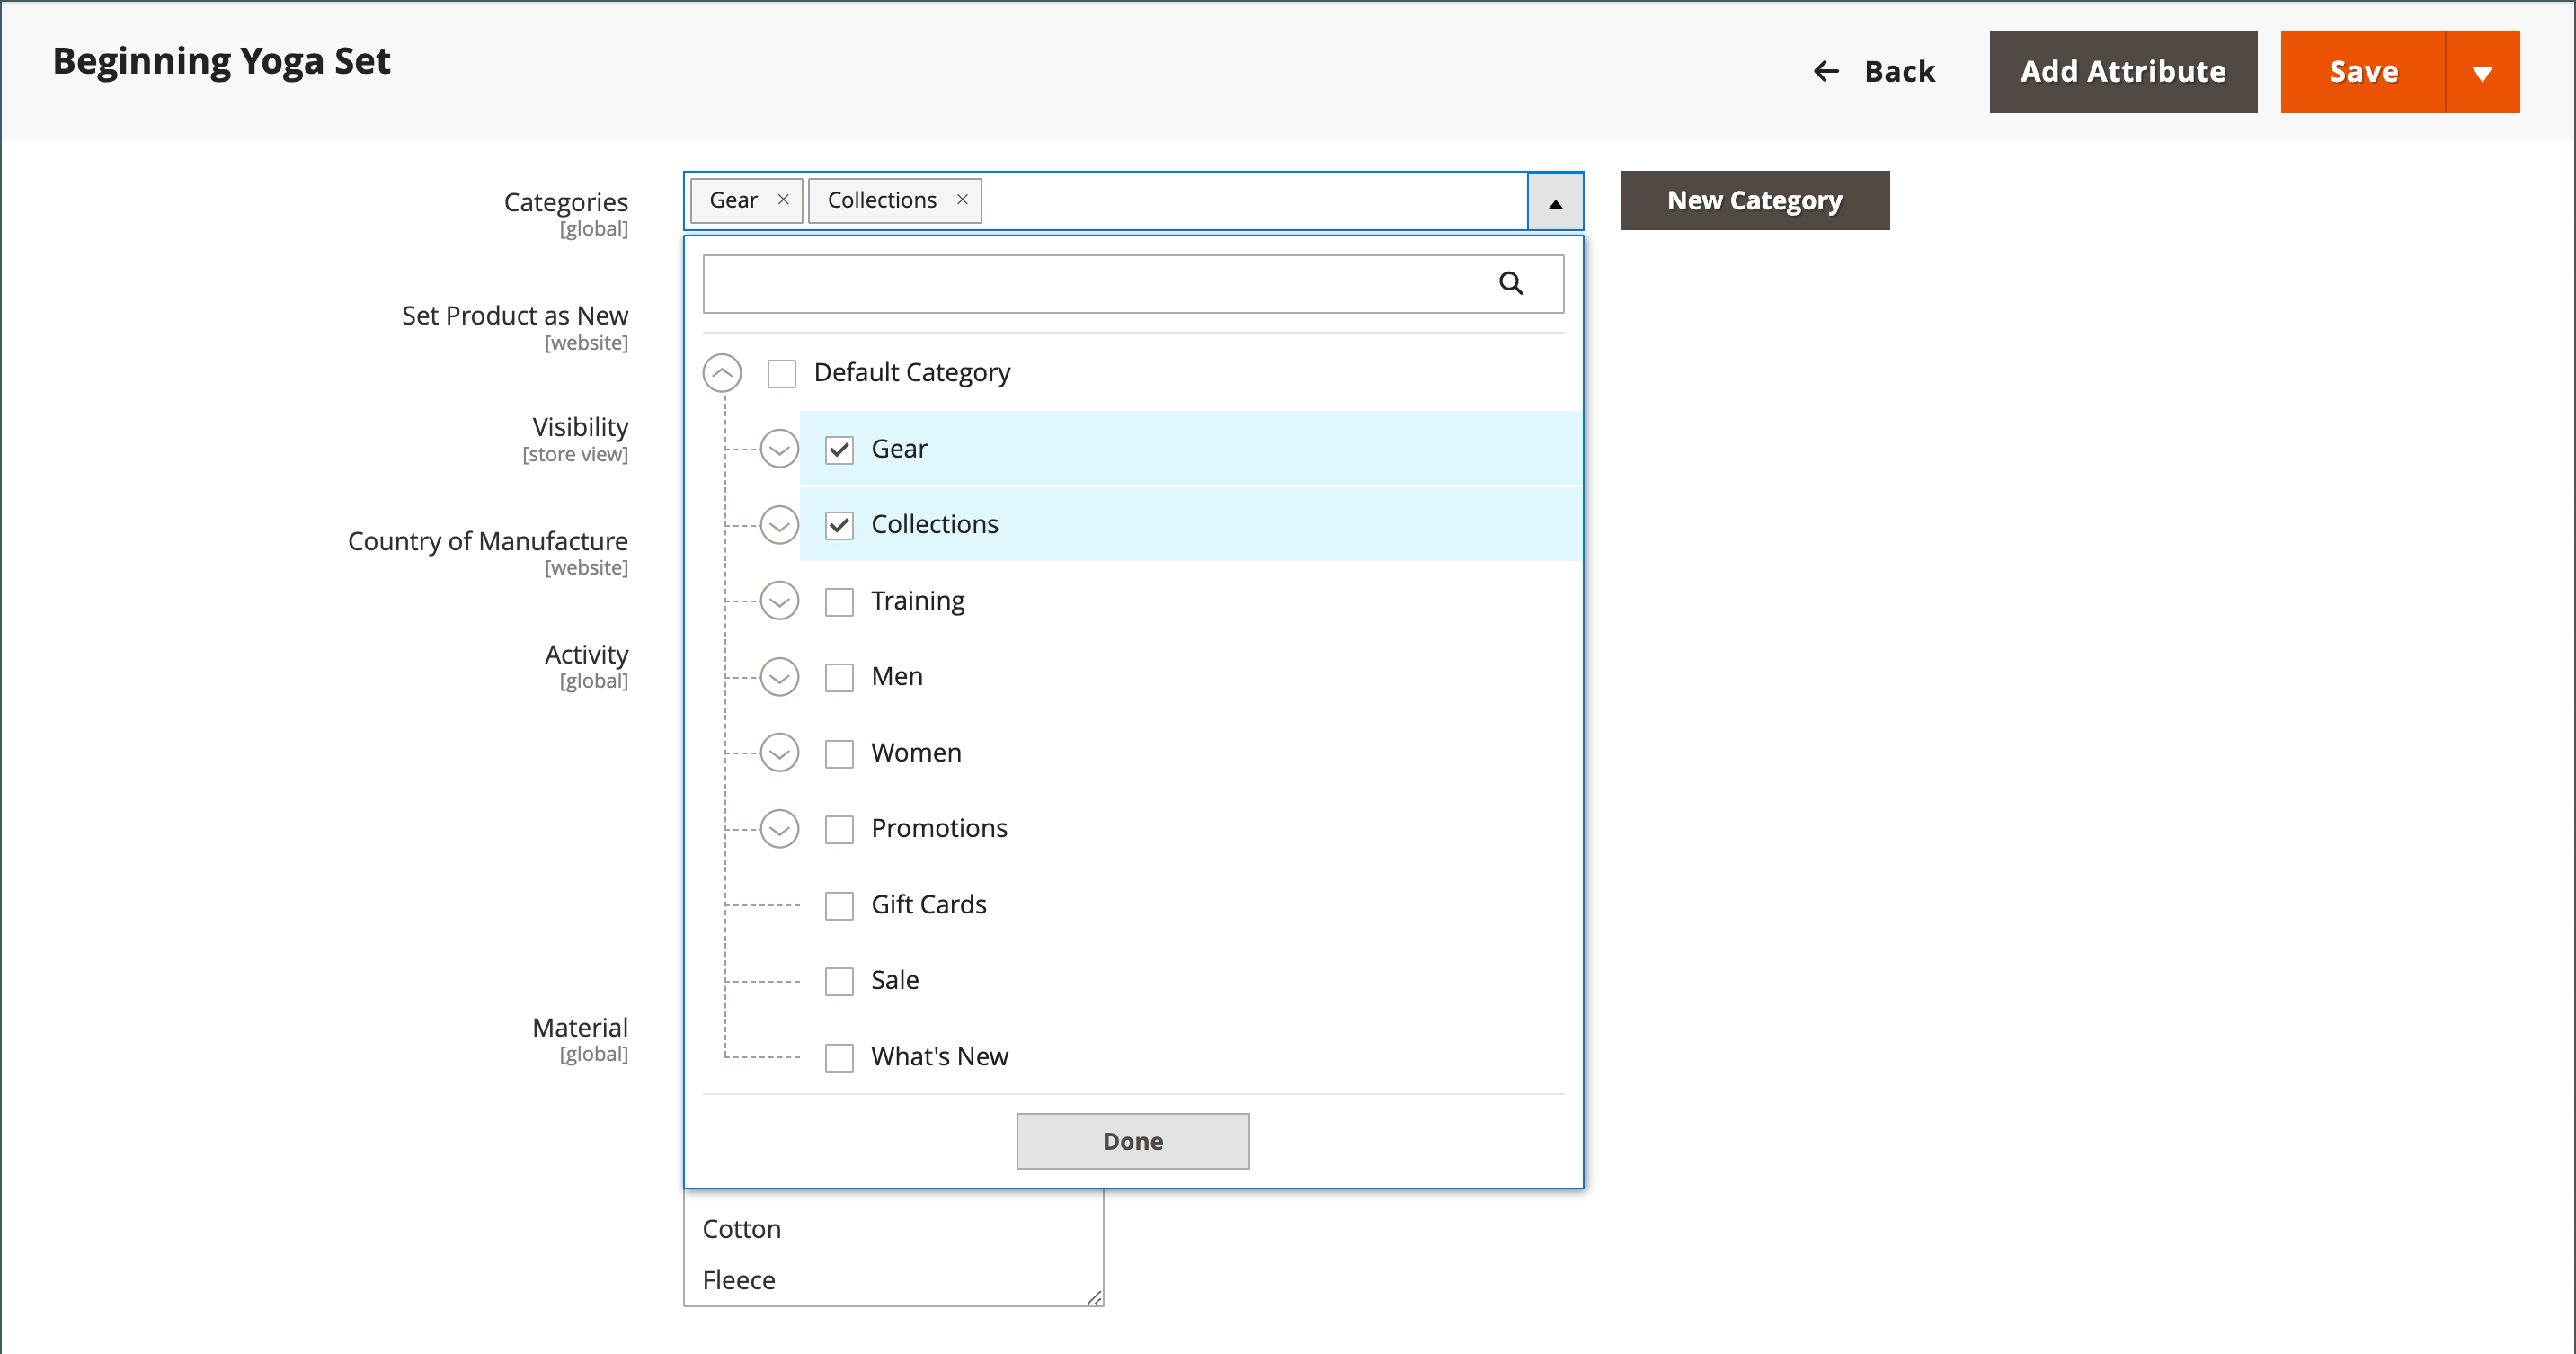 Beginning Yoga Set
Back
Add Attribute
Save
Categories
[global]
Gear
Collections
New Category
Set Product as New
[website]
Default Category
Visibility
[store view]
Gear
Country of Manufacture
[website]
Collections
Training
Activity
[global]
Men
Women
Promotions
Gift Cards
Sale
Material
[global]
What's New
Done
Cotton
Fleece